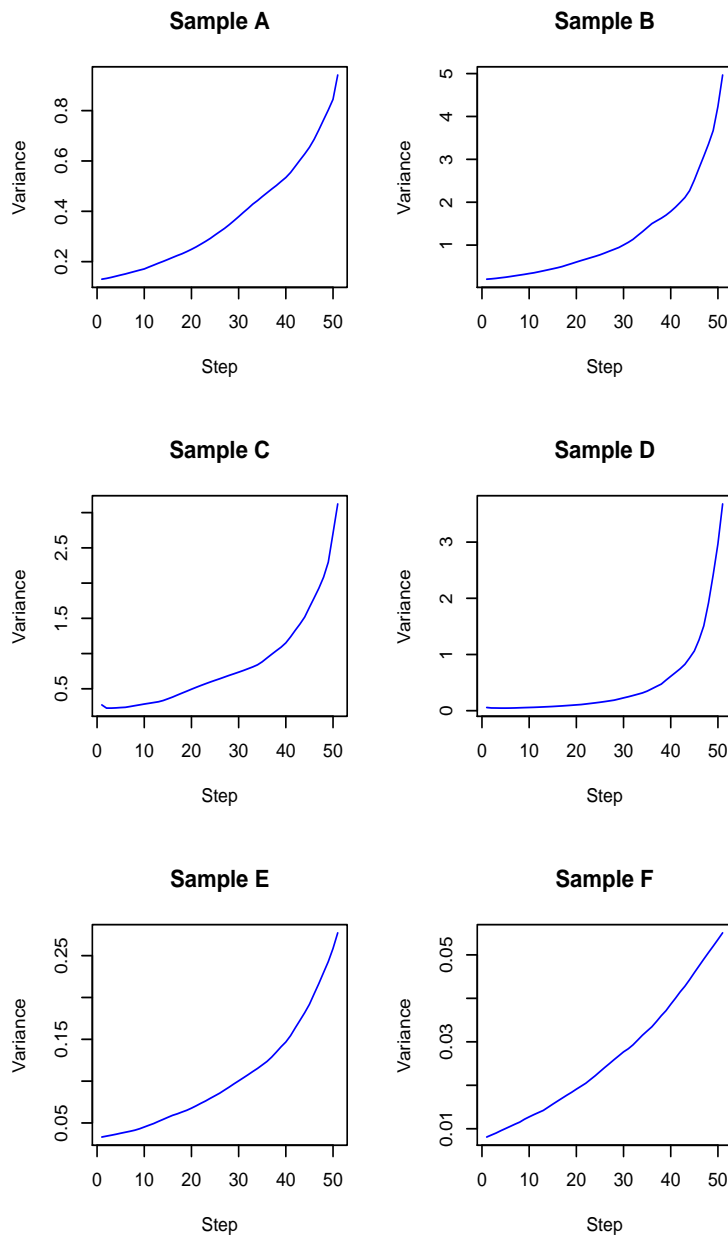 Sample A
Variance
0.2 0.4 0.6 0.8
0 10 20 30 40 50
Step
Sample B
Variance
1 2 3 4 5
0 10 20 30 40 50
Step
Sample C
Variance
0.5 1.5 2.5
0 10 20 30 40 50
Step
Sample D
Variance
0 1 2 3
0 10 20 30 40 50
Step
Sample E
Variance
0.05 0.15 0.25
0 10 20 30 40 50
Step
Sample F
Variance
0.01 0.03 0.05
0 10 20 30 40 50
Step